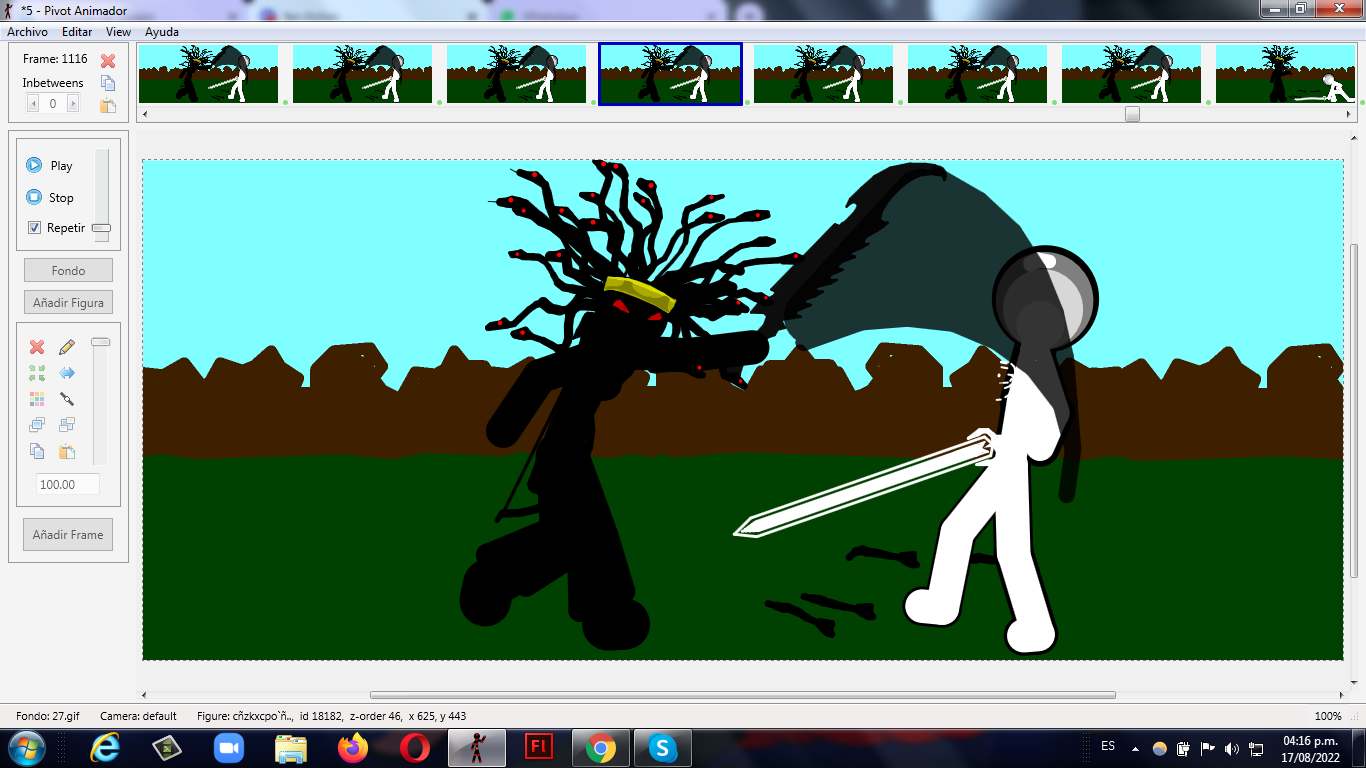 *5 - Pivot Animador
Archivo Editar View Ayuda
Frame: 1116
Inbetweens
0
Play
Stop
Repetir
Fondo
Añadir Figura
100.00
Añadir Frame
Fondo: 27.gif Camera: default Figure: cñzkxcpo`ñ.., id 18182, z-order 46, x 625, y 443 100%
FI
ES
04:16 p.m.
17/08/2022